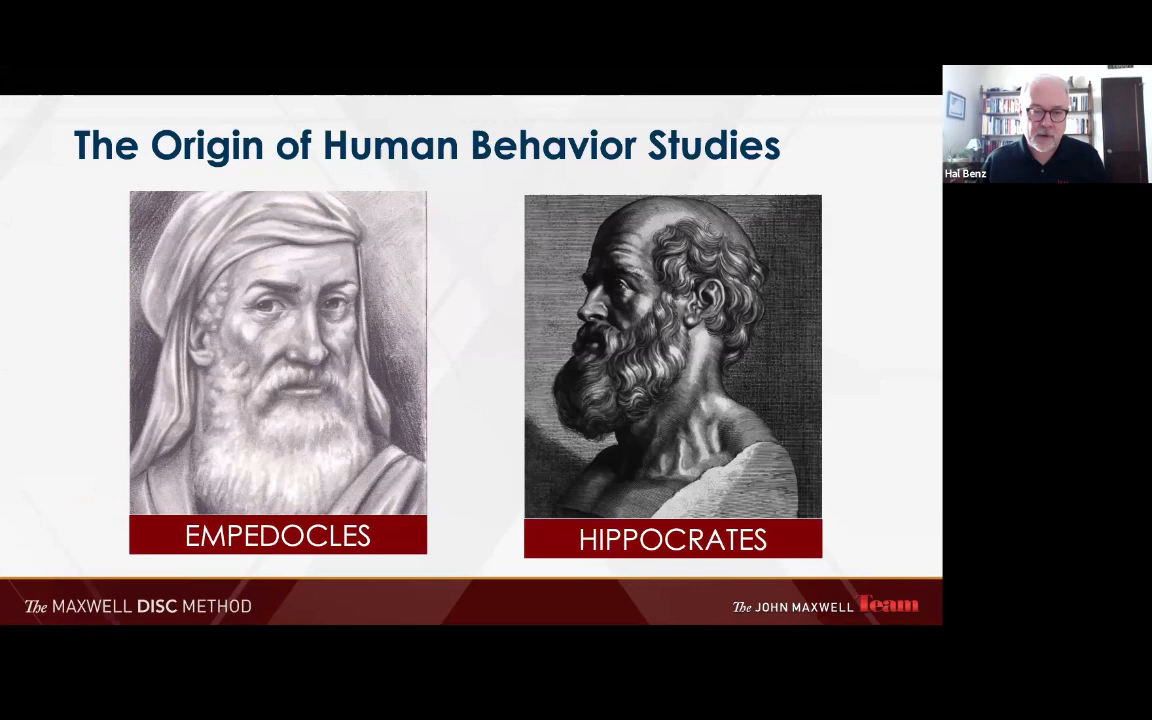 The Origin of Human Behavior Studies
Hal Benz
EMPEDOCLES
HIPPOCRATES
The MAXWELL DISC METHOD
The JOHN MAXWELL Team